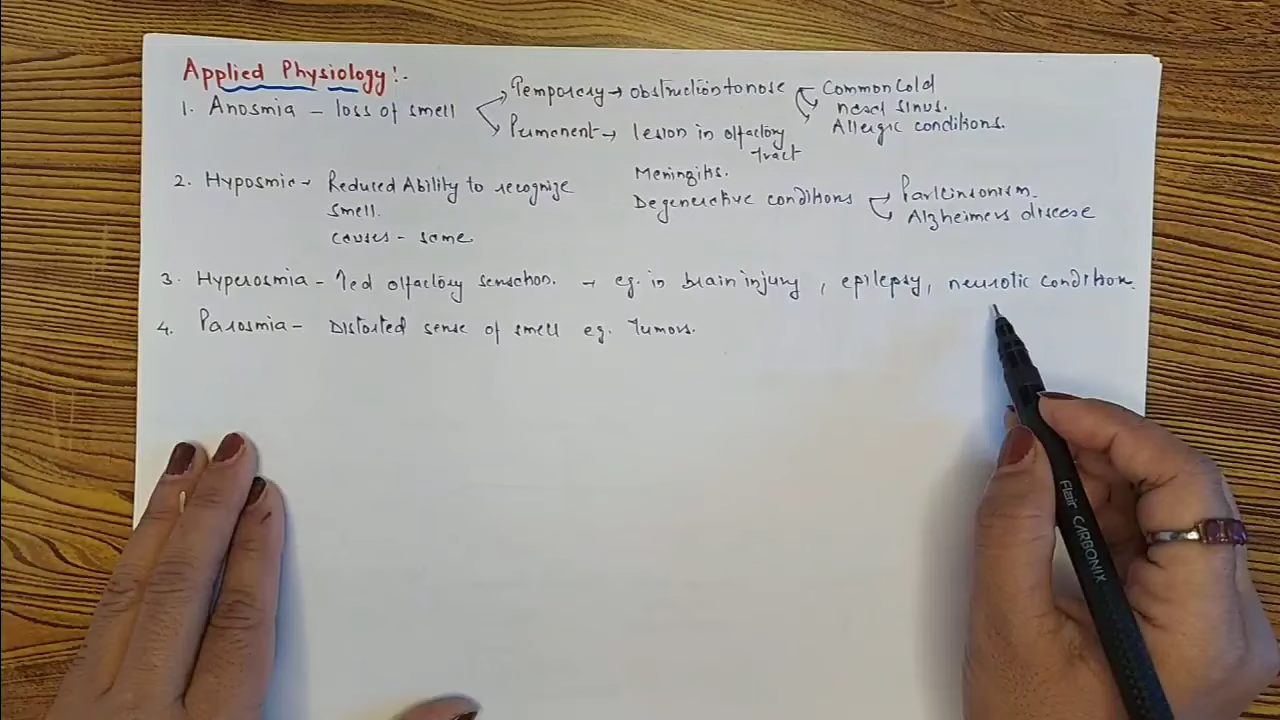 Applied Physiology:-
1. Anosmia - loss of smell
Temporary → obstruction to nose
Common Cold
nasal sinus.
Allergic conditions.
Permanent → lesion in olfactory
tract
Meningitis.
Degenerative conditions
Parkinsonism.
Alzheimers disease
2. Hyposmia - Reduced Ability to recognize
smell.
causes - same.
3. Hyperosmia - ↑ed olfactory sensation. → eg. in brain injury, epilepsy, neurotic condition.
4. Parosmia - Distorted sense of smell eg. Tumors.
Flair CARBONIX